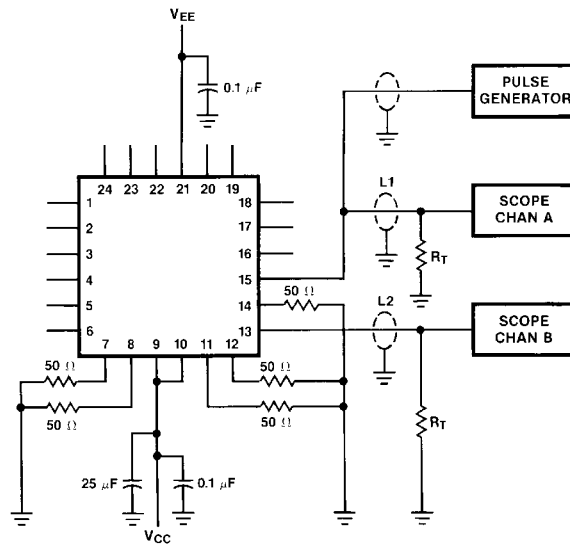 VEE
0.1 μF
PULSE
GENERATOR
24 23 22 21 20 19
1
2
3
4
5
6
18
17
16
15
14
13
7 8 9 10 11 12
L1
SCOPE
CHAN A
RT
50 Ω
L2
SCOPE
CHAN B
50 Ω
50 Ω
50 Ω
50 Ω
RT
25 μF
0.1 μF
VCC